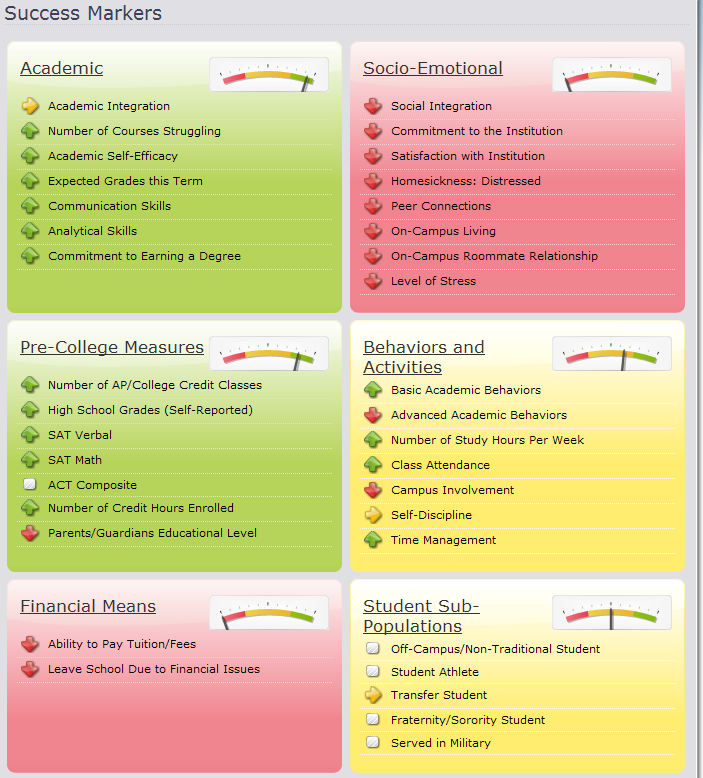 Success Markers
Academic
Academic Integration
Number of Courses Struggling
Academic Self-Efficacy
Expected Grades this Term
Communication Skills
Analytical Skills
Commitment to Earning a Degree
Socio-Emotional
Social Integration
Commitment to the Institution
Satisfaction with Institution
Homesickness: Distressed
Peer Connections
On-Campus Living
On-Campus Roommate Relationship
Level of Stress
Pre-College Measures
Number of AP/College Credit Classes
High School Grades (Self-Reported)
SAT Verbal
SAT Math
ACT Composite
Number of Credit Hours Enrolled
Parents/Guardians Educational Level
Behaviors and
Activities
Basic Academic Behaviors
Advanced Academic Behaviors
Number of Study Hours Per Week
Class Attendance
Campus Involvement
Self-Discipline
Time Management
Financial Means
Ability to Pay Tuition/Fees
Leave School Due to Financial Issues
Student Sub-
Populations
Off-Campus/Non-Traditional Student
Student Athlete
Transfer Student
Fraternity/Sorority Student
Served in Military